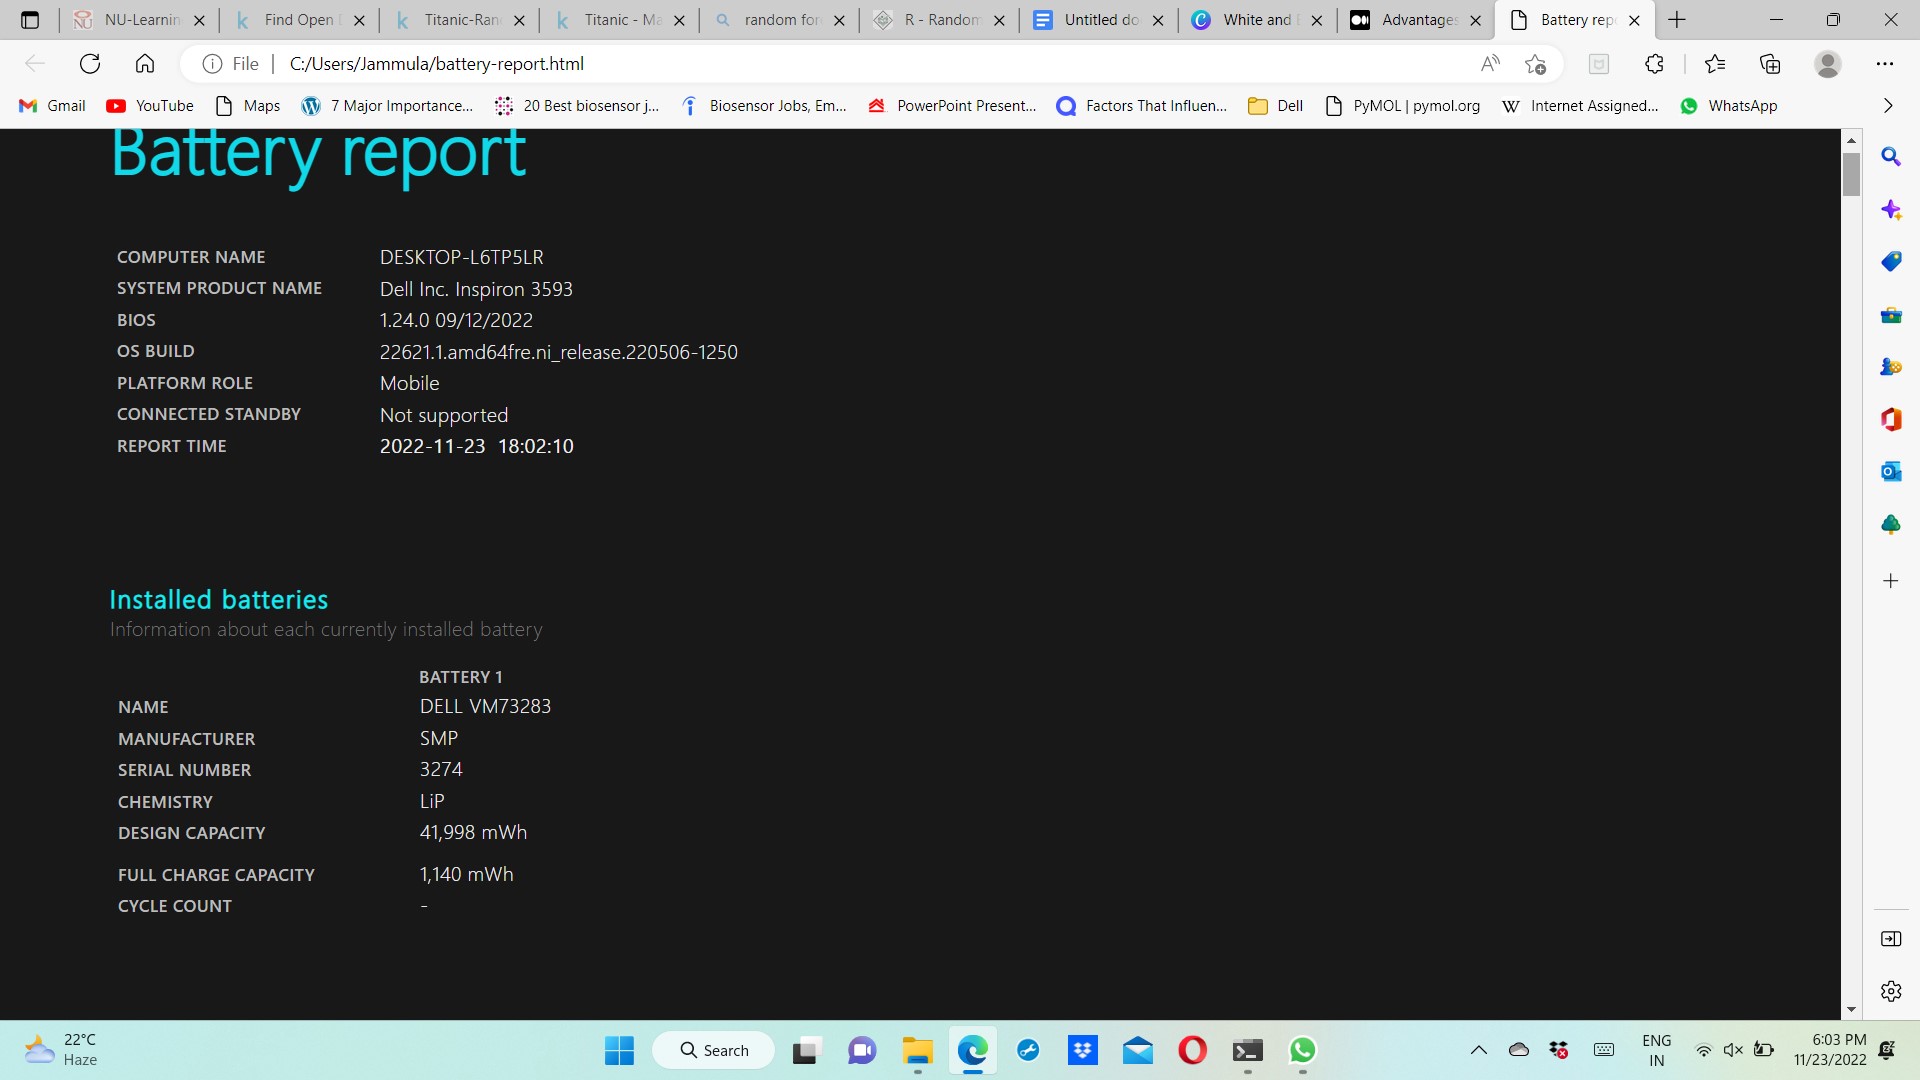 NU-Learnin
Find Open
Titanic-Ran
Titanic - Ma
random for
R - Random
Untitled do
White and
Advantages
Battery rep
File
C:/Users/Jammula/battery-report.html
Gmail
YouTube
Maps
7 Major Importance...
20 Best biosensor j...
Biosensor Jobs, Em...
PowerPoint Present...
Factors That Influen...
Dell
PyMOL | pymol.org
Internet Assigned...
WhatsApp
Battery report
COMPUTER NAME DESKTOP-L6TP5LR
SYSTEM PRODUCT NAME Dell Inc. Inspiron 3593
BIOS 1.24.0 09/12/2022
OS BUILD 22621.1.amd64fre.ni_release.220506-1250
PLATFORM ROLE Mobile
CONNECTED STANDBY Not supported
REPORT TIME 2022-11-23 18:02:10
Installed batteries
Information about each currently installed battery
BATTERY 1
NAME DELL VM73283
MANUFACTURER SMP
SERIAL NUMBER 3274
CHEMISTRY LiP
DESIGN CAPACITY 41,998 mWh
FULL CHARGE CAPACITY 1,140 mWh
CYCLE COUNT -
22°C
Haze
Search
ENG
IN
6:03 PM
11/23/2022